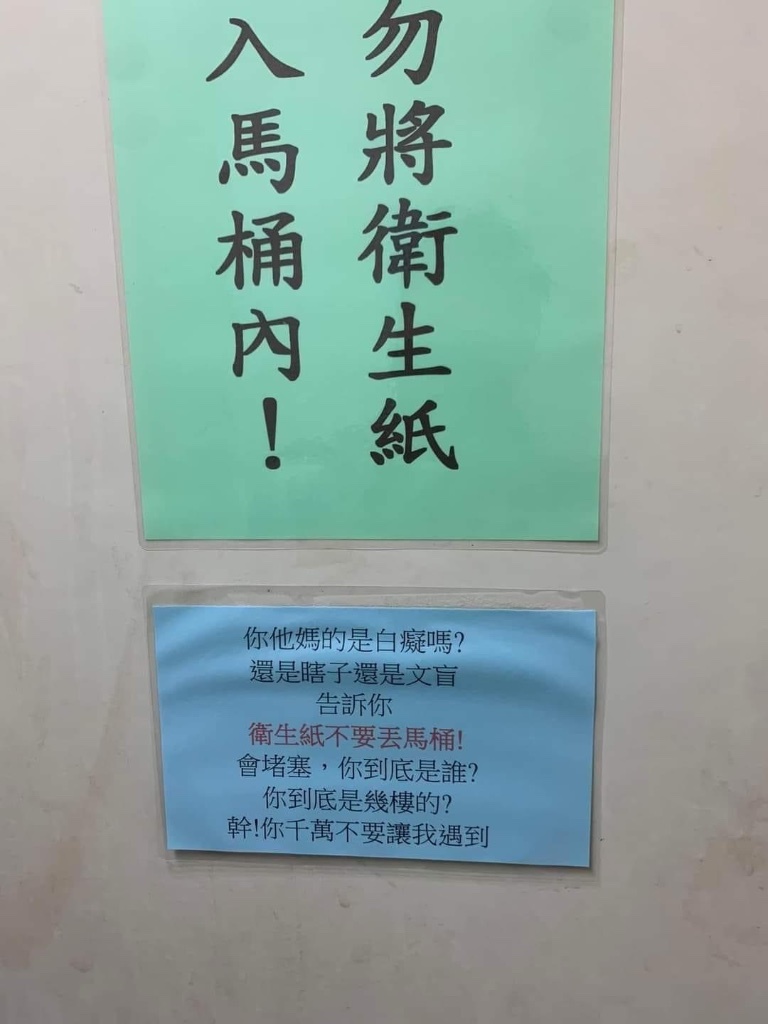 勿將衛生紙
入馬桶內！
你他媽的是白癡嗎?
還是瞎子還是文盲
告訴你
衛生紙不要丟馬桶!
會堵塞，你到底是誰?
你到底是幾樓的?
幹!你千萬不要讓我遇到